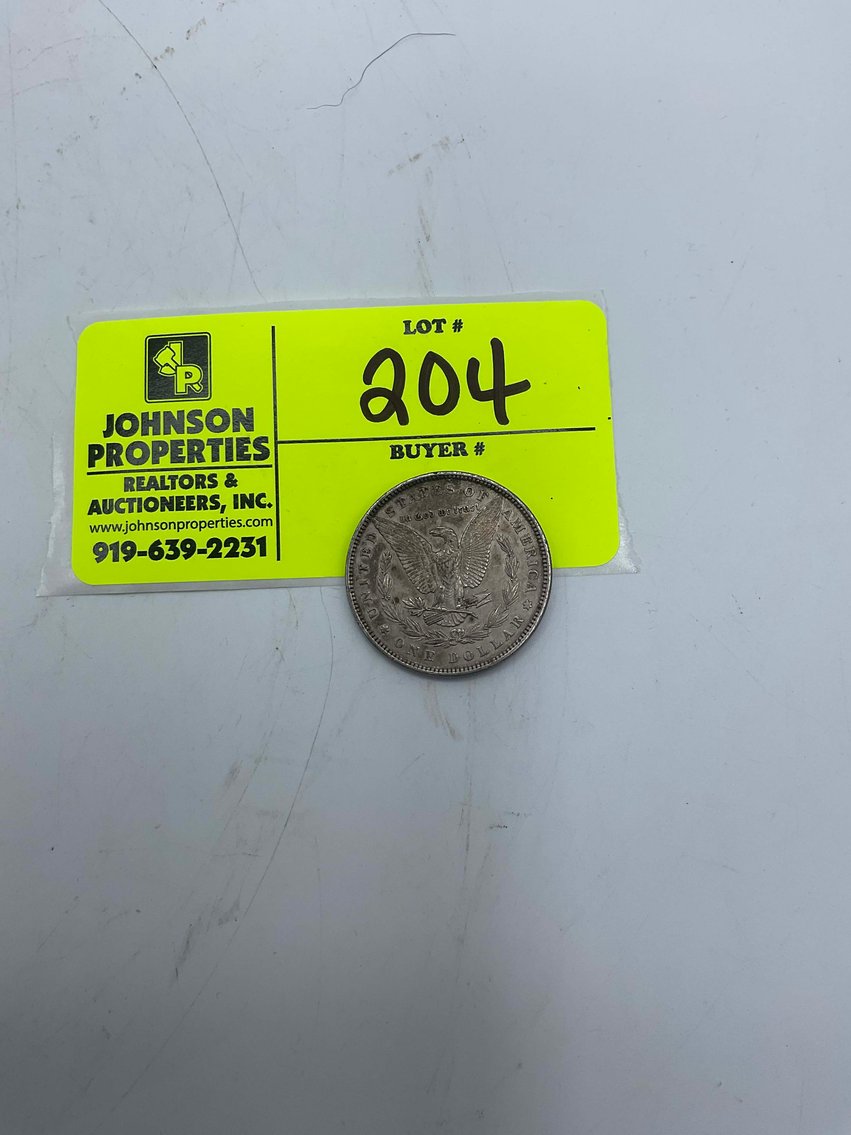 JR
JOHNSON
PROPERTIES
REALTORS &
AUCTIONEERS, INC.
www.johnsonproperties.com
919-639-2231
LOT #
204
BUYER #
UNITED STATES OF AMERICA
In God We Trust
ONE DOLLAR